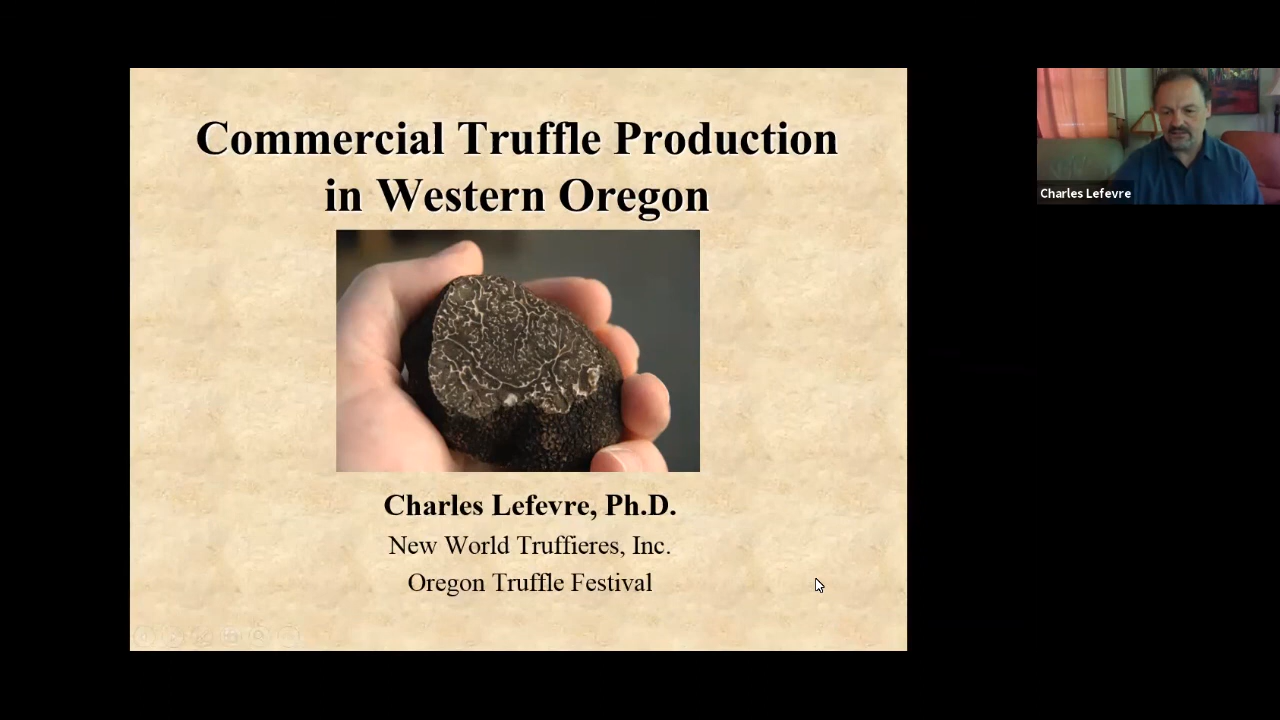 Commercial Truffle Production
in Western Oregon
Charles Lefevre, Ph.D.
New World Truffieres, Inc.
Oregon Truffle Festival
Charles Lefevre